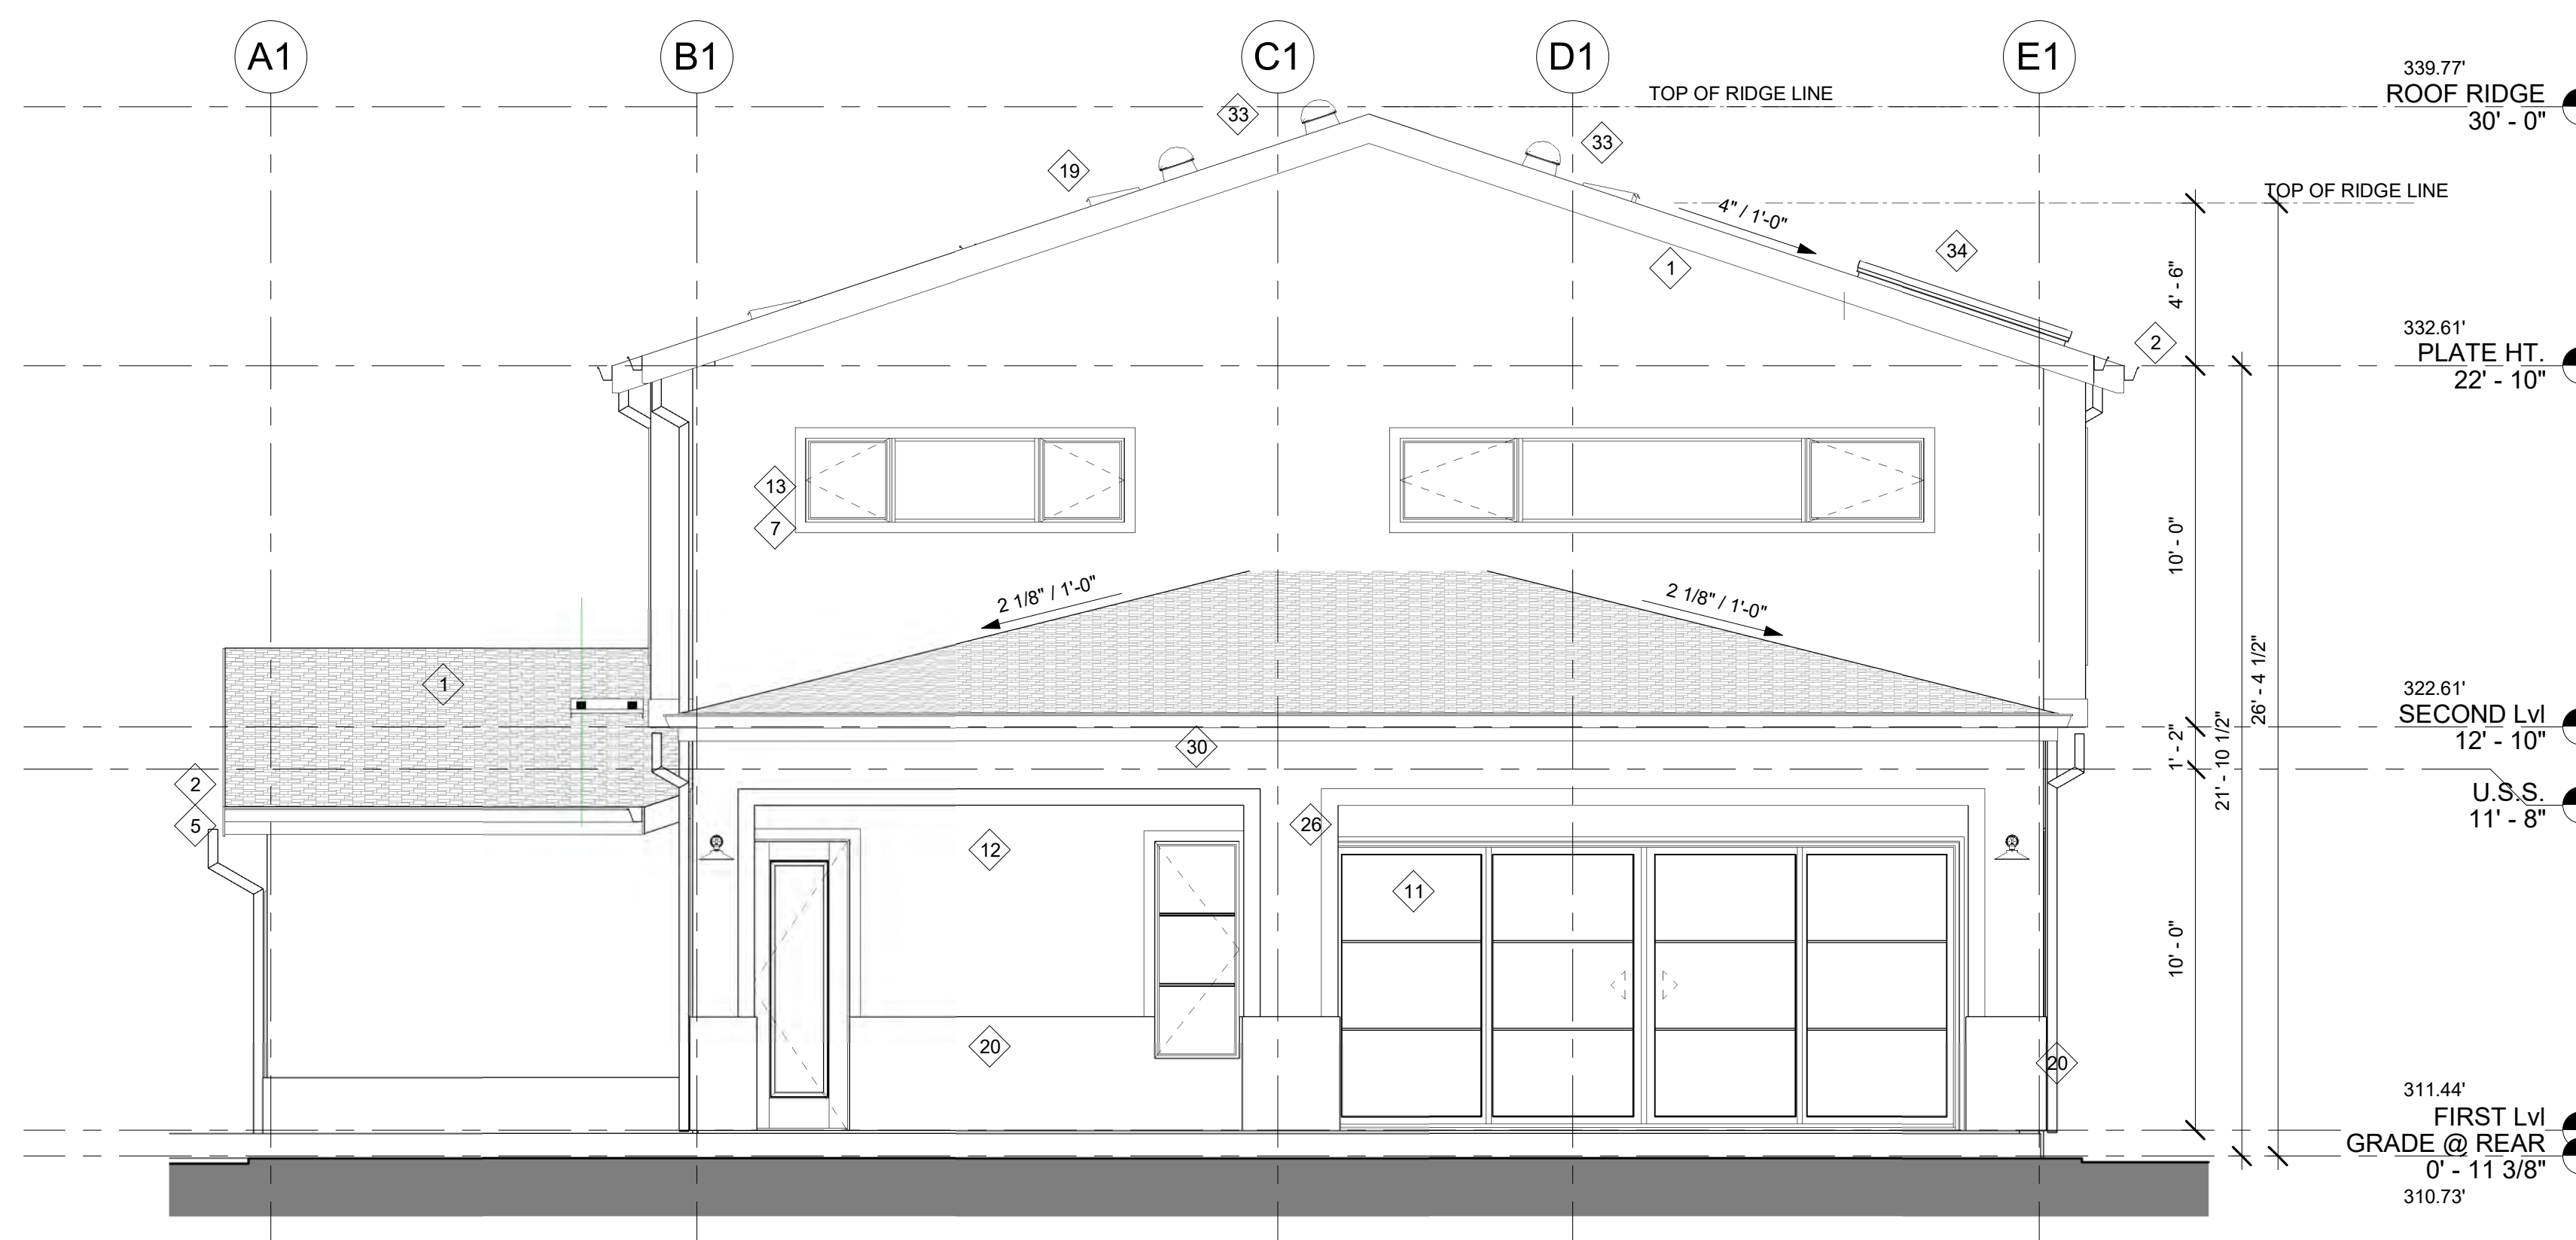 A1
B1
C1
D1
E1
339.77'
ROOF RIDGE
30' - 0"
TOP OF RIDGE LINE
33
33
19
TOP OF RIDGE LINE
4" / 1'-0"
34
1
4' - 6"
2
332.61'
PLATE HT.
22' - 10"
13
7
10' - 0"
2 1/8" / 1'-0"
2 1/8" / 1'-0"
1
26' - 4 1/2"
322.61'
SECOND Lvl
12' - 10"
30
1' - 2"
21' - 10 1/2"
2
5
U.S.S.
11' - 8"
26
12
11
10' - 0"
20
20
311.44'
FIRST Lvl
GRADE @ REAR
0' - 11 3/8"
310.73'